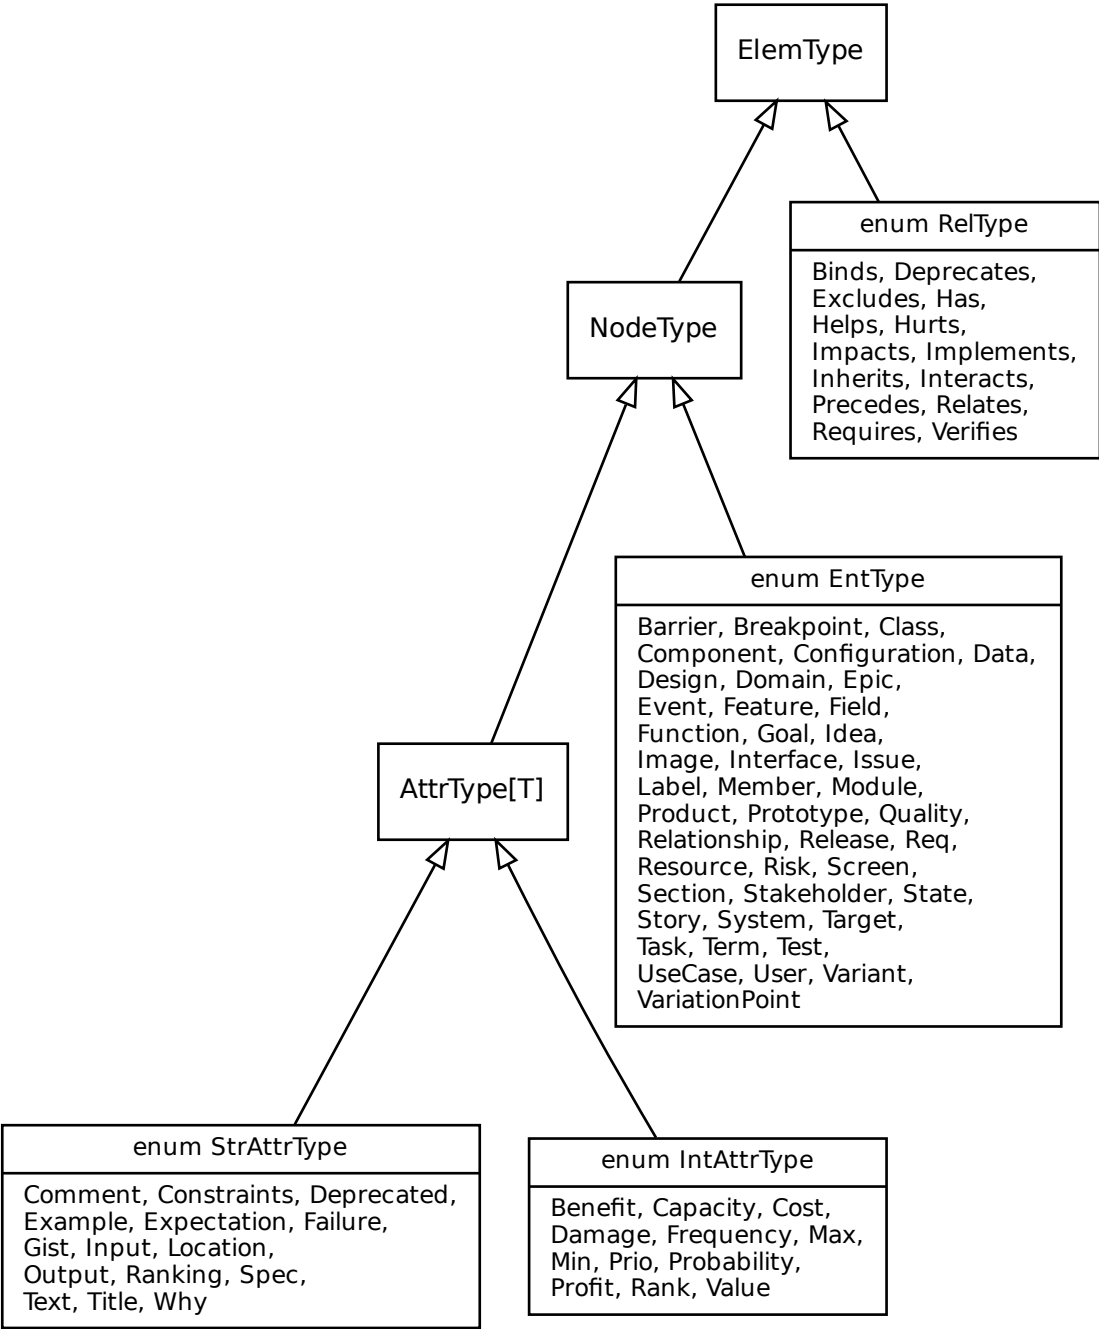 ElemType
enum RelType
Binds, Deprecates,
Excludes, Has,
Helps, Hurts,
Impacts, Implements,
Inherits, Interacts,
Precedes, Relates,
Requires, Verifies
NodeType
enum EntType
Barrier, Breakpoint, Class,
Component, Configuration, Data,
Design, Domain, Epic,
Event, Feature, Field,
Function, Goal, Idea,
Image, Interface, Issue,
Label, Member, Module,
Product, Prototype, Quality,
Relationship, Release, Req,
Resource, Risk, Screen,
Section, Stakeholder, State,
Story, System, Target,
Task, Term, Test,
UseCase, User, Variant,
VariationPoint
AttrType[T]
enum StrAttrType
Comment, Constraints, Deprecated,
Example, Expectation, Failure,
Gist, Input, Location,
Output, Ranking, Spec,
Text, Title, Why
enum IntAttrType
Benefit, Capacity, Cost,
Damage, Frequency, Max,
Min, Prio, Probability,
Profit, Rank, Value